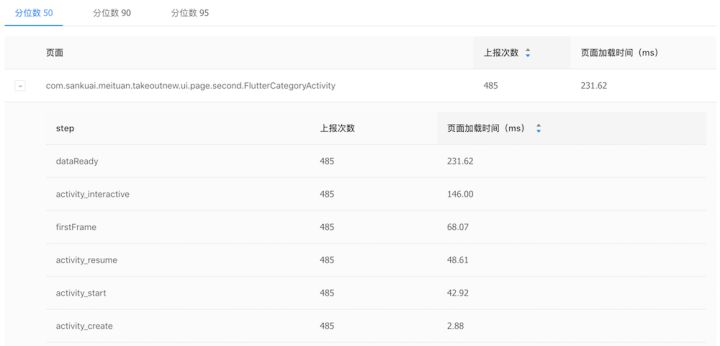 分位数 50 分位数 90 分位数 95
页面 上报次数 页面加载时间（ms）
com.sankuai.meituan.takeoutnew.ui.page.second.FlutterCategoryActivity 485 231.62
step 上报次数 页面加载时间（ms）
dataReady 485 231.62
activity_interactive 485 146.00
firstFrame 485 68.07
activity_resume 485 48.61
activity_start 485 42.92
activity_create 485 2.88